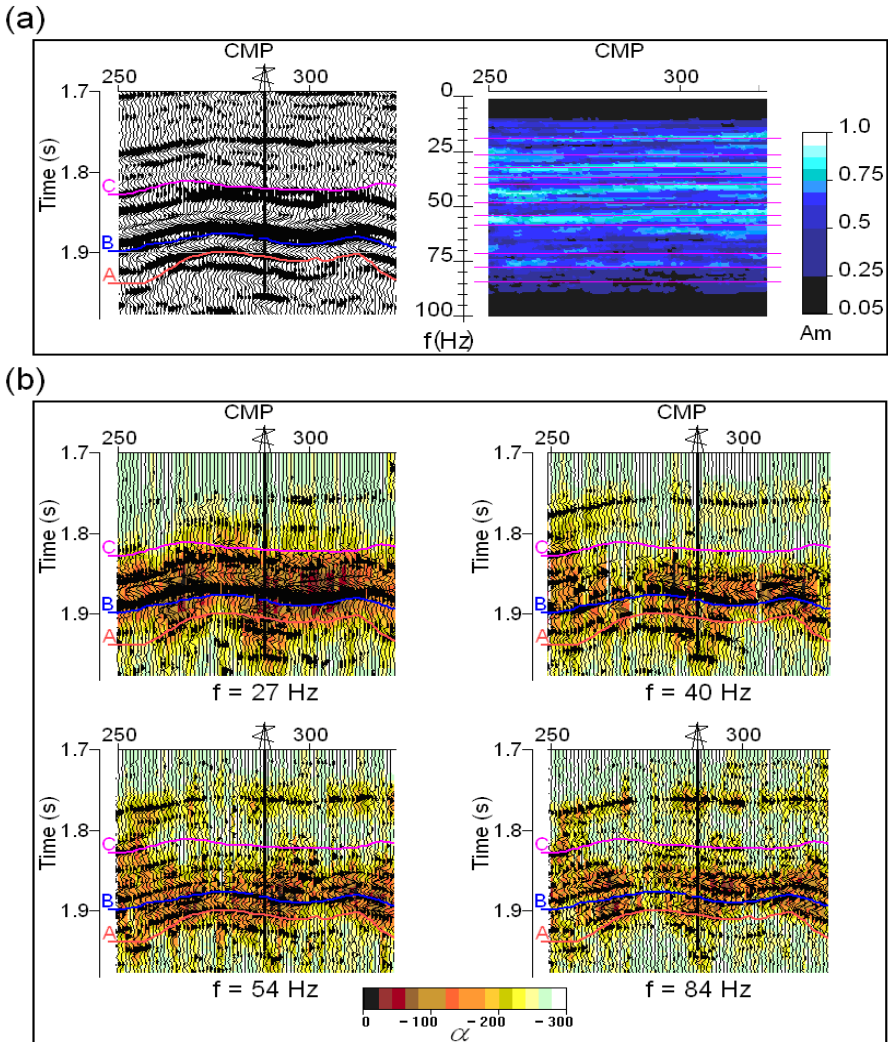 (a)
CMP CMP
250 300 250 300
1.7 0 1.0
25
1.8 0.75
C
Time (s)
50 0.5
B
1.9
75 0.25
A
100 0.05
f(Hz) Am
(b)
CMP CMP
250 300 250 300
1.7 1.7
Time (s) Time (s)
1.8 1.8
C C
B B
1.9 1.9
A A
f = 27 Hz f = 40 Hz
250 300 250 300
1.7 1.7
Time (s) Time (s)
1.8 1.8
C C
B B
1.9 1.9
A A
f = 54 Hz f = 84 Hz
0 -100 -200 -300
α